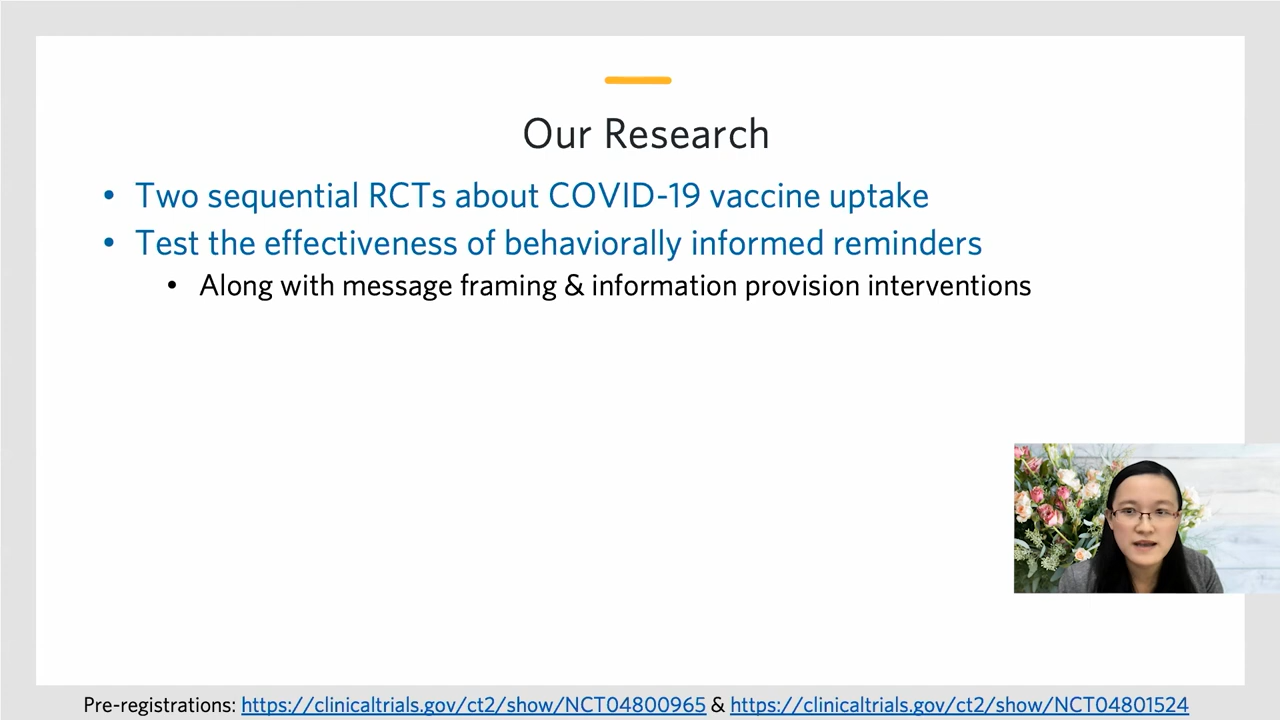 Our Research
• Two sequential RCTs about COVID-19 vaccine uptake
• Test the effectiveness of behaviorally informed reminders
• Along with message framing & information provision interventions
Pre-registrations: https://clinicaltrials.gov/ct2/show/NCT04800965 & https://clinicaltrials.gov/ct2/show/NCT04801524